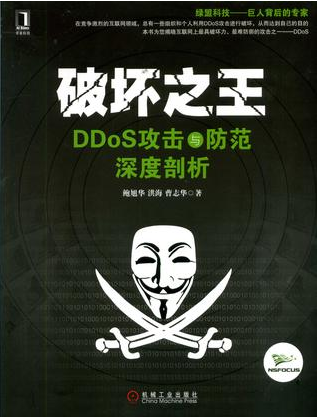 绿盟科技——巨人背后的专家
在竞争激烈的互联网领域，总有一些组织和个人利用DDoS攻击进行破坏，从而达到自己的目的
本书为您揭晓互联网上最具破坏力、最难防御的攻击之一——DDoS
破坏之王
DDoS攻击与防范
深度剖析
鲍旭华 洪海 曹志华 著
NSFOCUS
机械工业出版社
China Machine Press